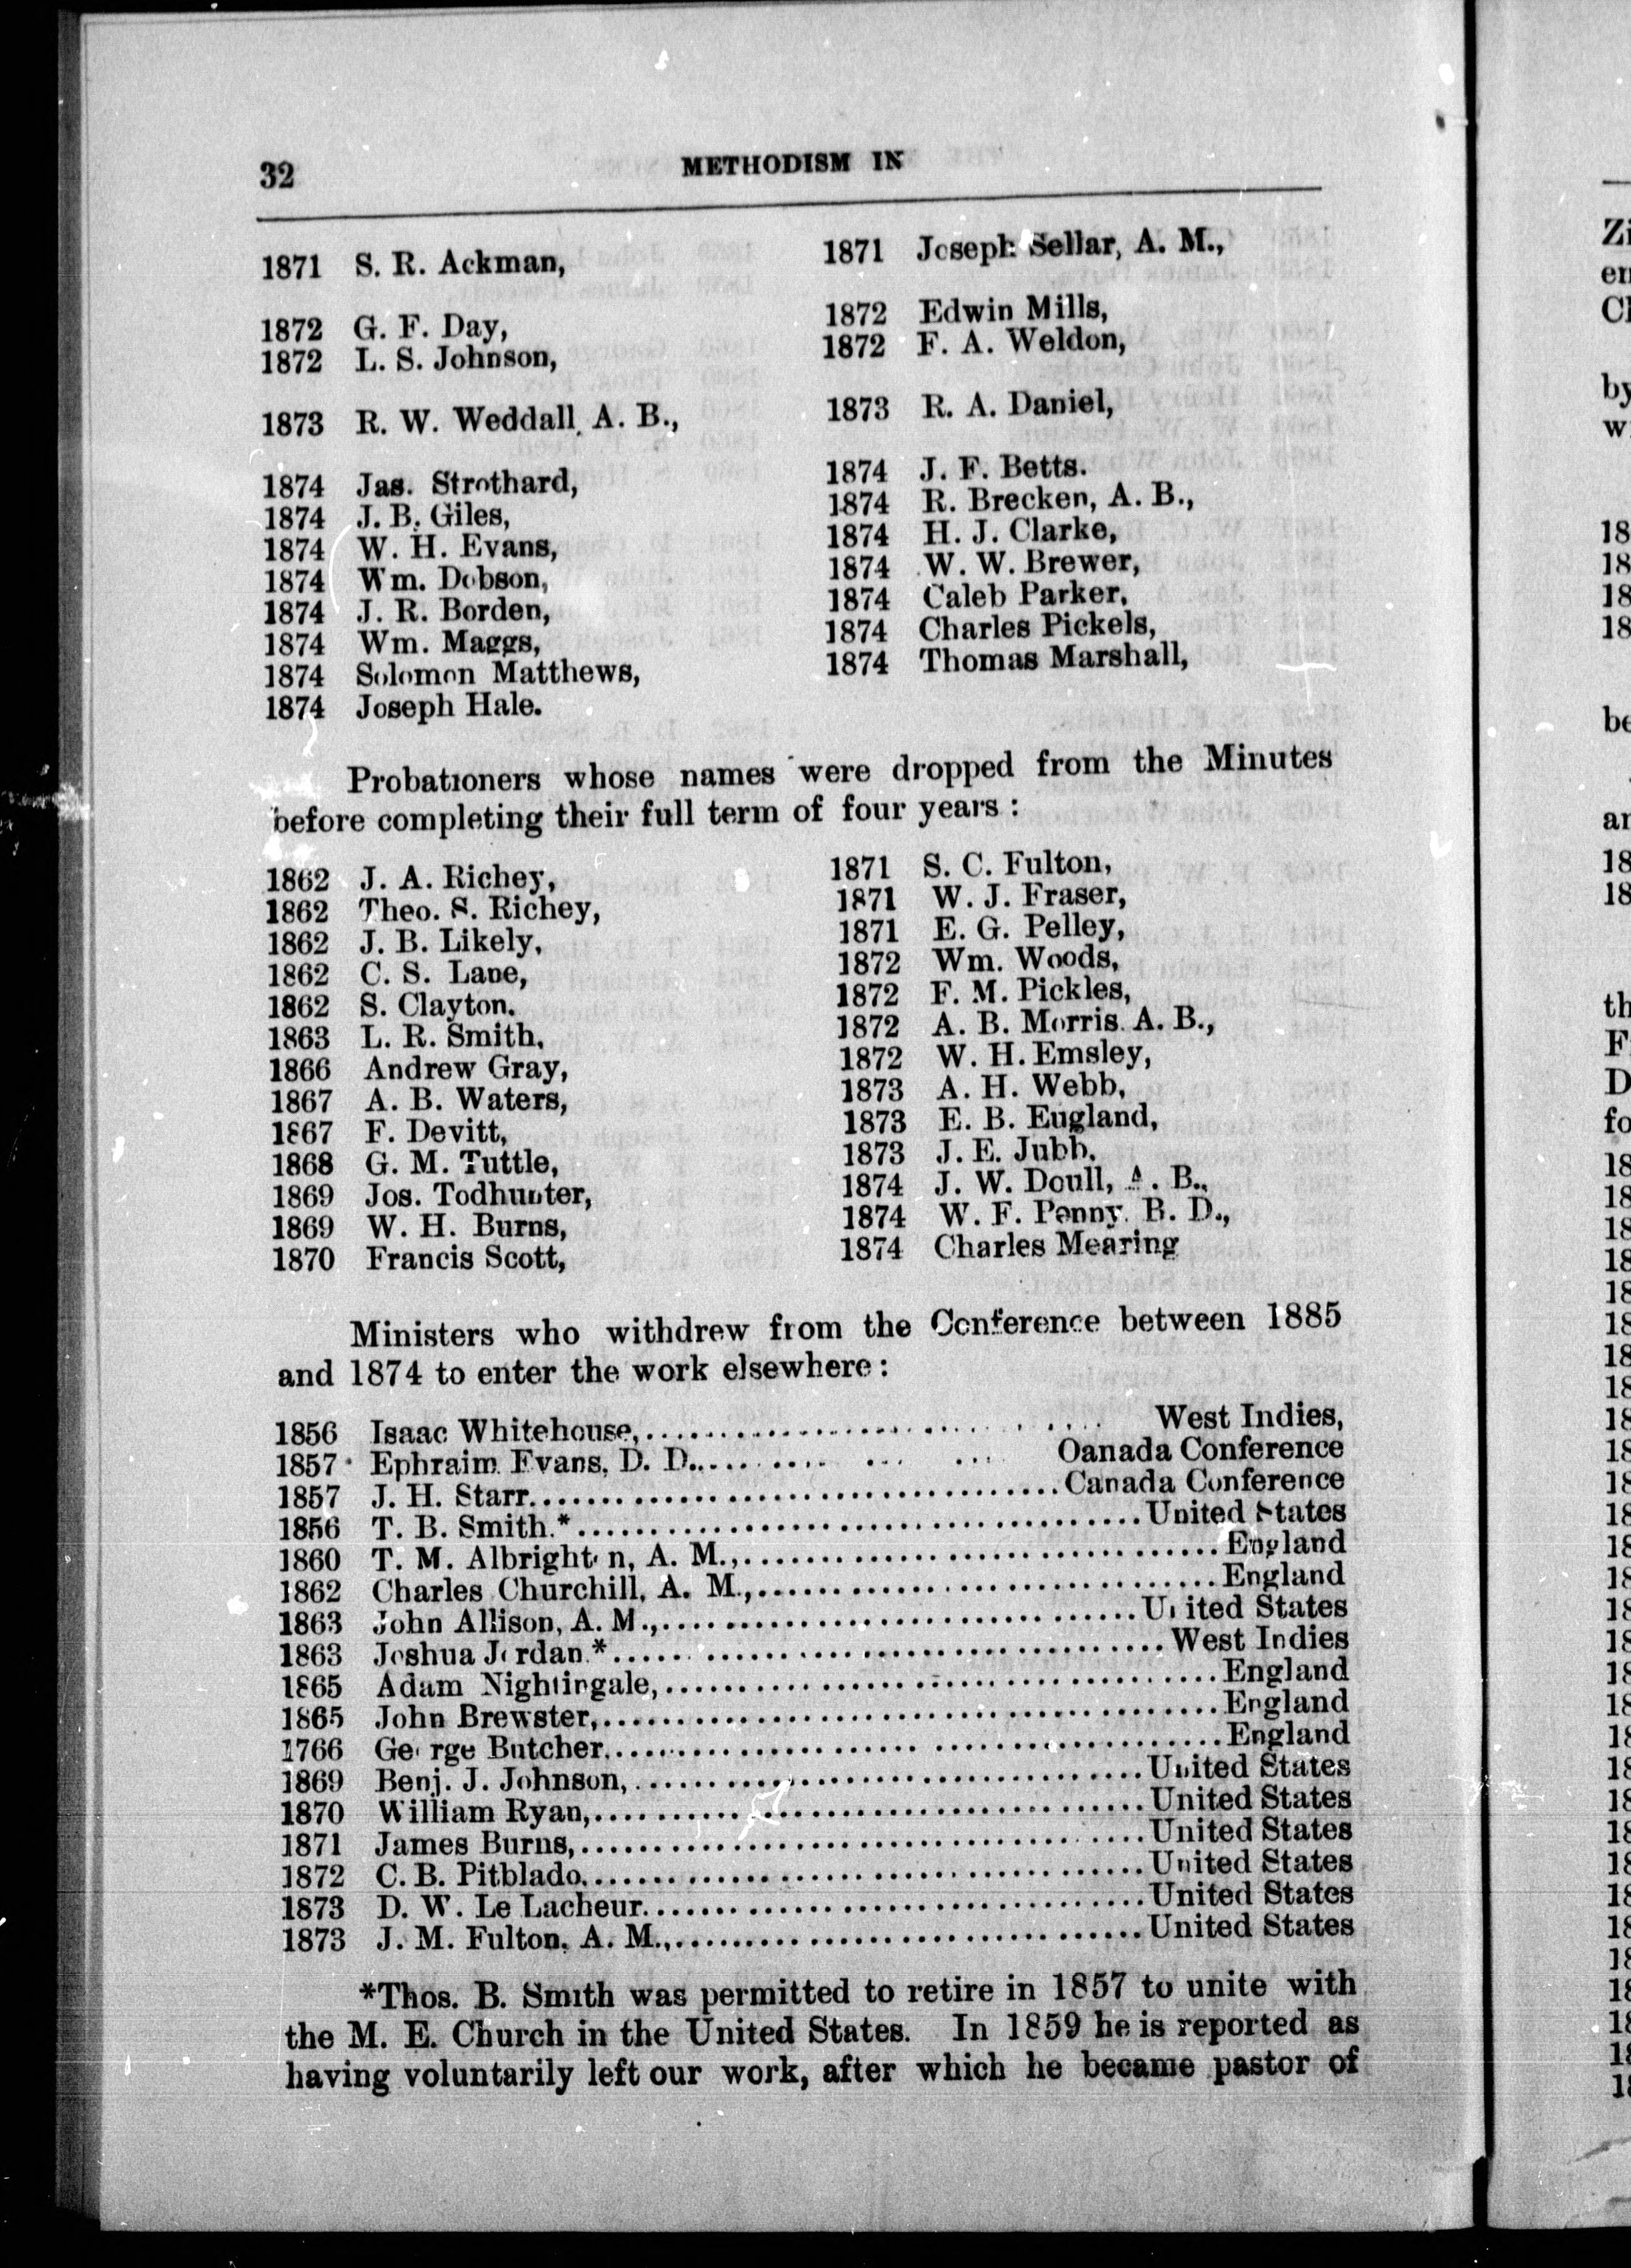 32 METHODISM IN
1871 S. R. Ackman, 1871 Joseph Sellar, A. M.,
1872 G. F. Day, 1872 Edwin Mills,
1872 L. S. Johnson, 1872 F. A. Weldon,
1873 R. W. Weddall, A. B., 1873 R. A. Daniel,
1874 Jas. Strothard, 1874 J. F. Betts.
1874 J. B. Giles, 1874 R. Brecken, A. B.,
1874 W. H. Evans, 1874 H. J. Clarke,
1874 Wm. Dobson, 1874 W. W. Brewer,
1874 J. R. Borden, 1874 Caleb Parker,
1874 Wm. Maggs, 1874 Charles Pickels,
1874 Solomon Matthews, 1874 Thomas Marshall,
1874 Joseph Hale.
Probationers whose names were dropped from the Minutes
before completing their full term of four years :
1862 J. A. Richey, 1871 S. C. Fulton,
1862 Theo. S. Richey, 1871 W. J. Fraser,
1862 J. B. Likely, 1871 E. G. Pelley,
1862 C. S. Lane, 1872 Wm. Woods,
1862 S. Clayton. 1872 F. M. Pickles,
1863 L. R. Smith, 1872 A. B. Morris. A. B.,
1866 Andrew Gray, 1872 W. H. Emsley,
1867 A. B. Waters, 1873 A. H. Webb,
1867 F. Devitt, 1873 E. B. Eugland,
1868 G. M. Tuttle, 1873 J. E. Jubb,
1869 Jos. Todhunter, 1874 J. W. Doull, A. B.,
1869 W. H. Burns, 1874 W. F. Penny, B. D.,
1870 Francis Scott, 1874 Charles Mearing
Ministers who withdrew from the Conference between 1885
and 1874 to enter the work elsewhere :
1856 Isaac Whitehouse,.......... West Indies,
1857 Ephraim Evans, D. D........... Oanada Conference
1857 J. H. Starr.......... Canada Conference
1856 T. B. Smith.*.......... United States
1860 T. M. Albrighton, A. M.,.......... England
1862 Charles Churchill, A. M.,.......... England
1863 John Allison, A. M.,.......... United States
1863 Joshua Jordan.*.......... West Indies
1865 Adam Nightingale,.......... England
1865 John Brewster,.......... England
1766 George Butcher.......... England
1869 Benj. J. Johnson,.......... United States
1870 William Ryan,.......... United States
1871 James Burns,.......... United States
1872 C. B. Pitblado.......... United States
1873 D. W. Le Lacheur.......... United States
1873 J. M. Fulton, A. M.,.......... United States
*Thos. B. Smith was permitted to retire in 1857 to unite with
the M. E. Church in the United States. In 1859 he is reported as
having voluntarily left our work, after which he became pastor of